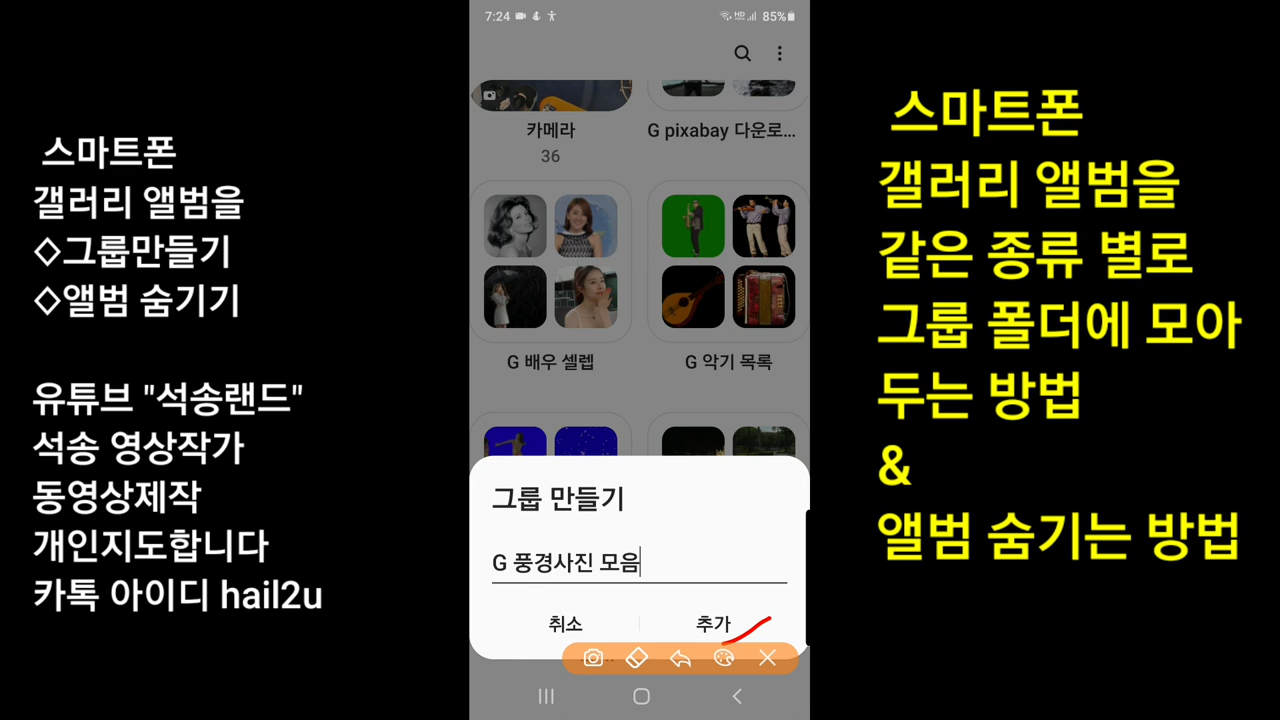 스마트폰
갤러리 앨범을
◇그룹만들기
◇앨범 숨기기
유튜브 "석송랜드"
석송 영상작가
동영상제작
개인지도합니다
카톡 아이디 hail2u
7:24
HD
85%
카메라
36
G pixabay 다운로...
G 배우 셀렙
G 악기 목록
그룹 만들기
G 풍경사진 모음
취소
추가
스마트폰
갤러리 앨범을
같은 종류 별로
그룹 폴더에 모아
두는 방법
&
앨범 숨기는 방법